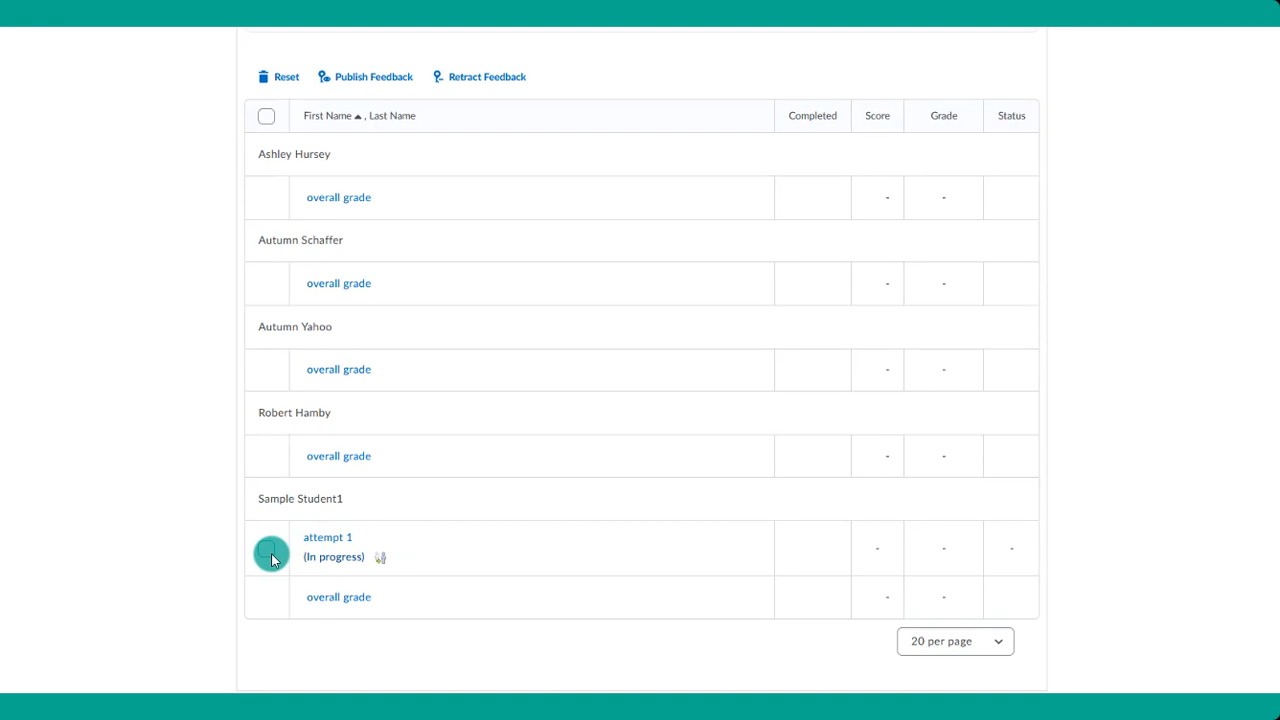 Reset Publish Feedback Retract Feedback
First Name , Last Name Completed Score Grade Status
Ashley Hursey
overall grade - -
Autumn Schaffer
overall grade - -
Autumn Yahoo
overall grade - -
Robert Hamby
overall grade - -
Sample Student1
attempt 1
(In progress) - - -
overall grade - -
20 per page